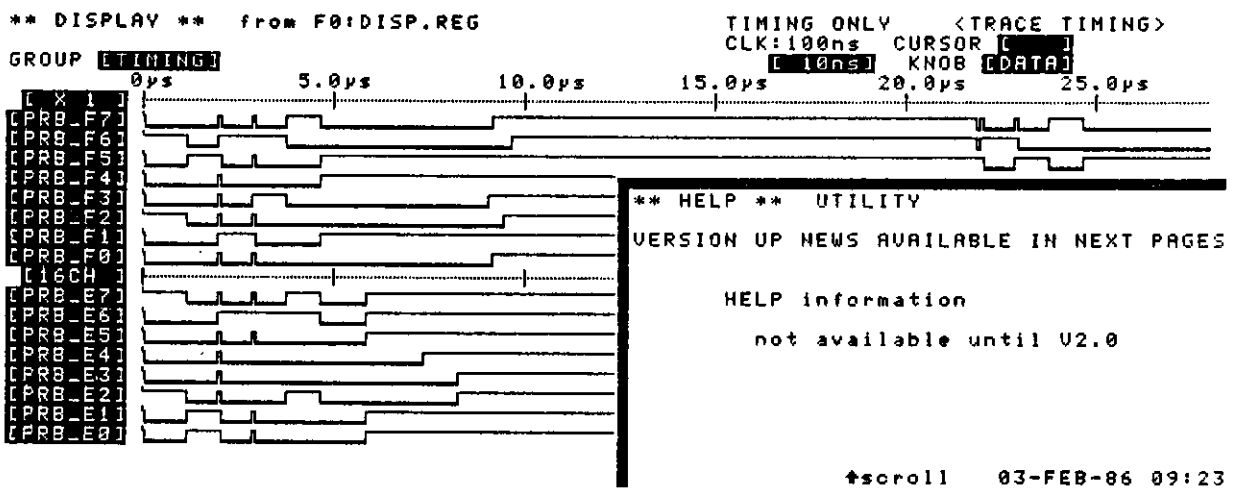 ** DISPLAY ** from F0:DISP.REG
TIMING ONLY <TRACE TIMING>
CLK:100ns CURSOR [ ]
GROUP [TIMING]
[ 10ns] KNOB [DATA]
0µs 5.0µs 10.0µs 15.0µs 20.0µs 25.0µs
[ X 1 ]
[PRB_F7]
[PRB_F6]
[PRB_F5]
[PRB_F4]
[PRB_F3]
[PRB_F2]
[PRB_F1]
[PRB_F0]
[16CH ]
[PRB_E7]
[PRB_E6]
[PRB_E5]
[PRB_E4]
[PRB_E3]
[PRB_E2]
[PRB_E1]
[PRB_E0]
** HELP ** UTILITY
VERSION UP NEWS AVAILABLE IN NEXT PAGES
HELP information
not available until V2.0
↑scroll 03-FEB-86 09:23